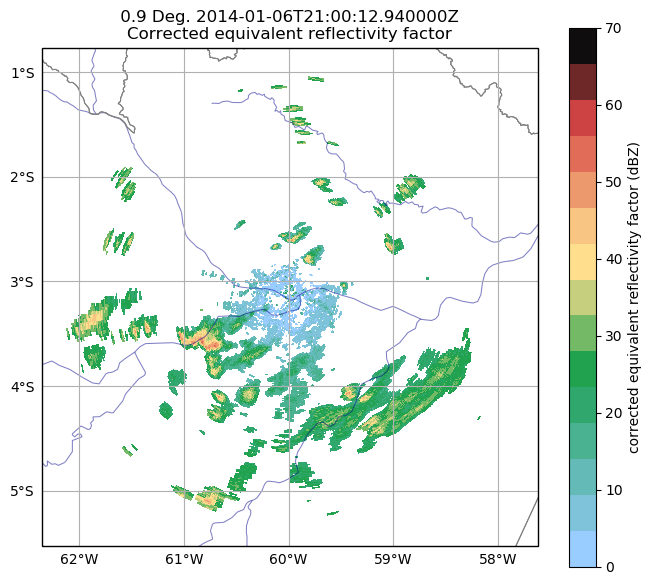 0.9 Deg. 2014-01-06T21:00:12.940000Z
Corrected equivalent reflectivity factor
1°S
2°S
3°S
4°S
5°S
62°W 61°W 60°W 59°W 58°W
70
60
50
40
30
20
10
0
corrected equivalent reflectivity factor (dBZ)